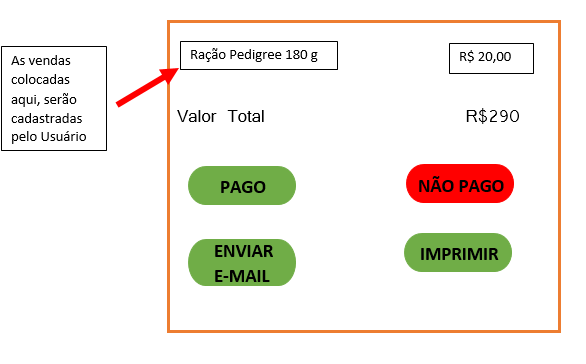 As vendas
colocadas
aqui, serão
cadastradas
pelo Usuário
Ração Pedigree 180 g
R$ 20,00
Valor Total
R$290
PAGO
NÃO PAGO
ENVIAR
E-MAIL
IMPRIMIR